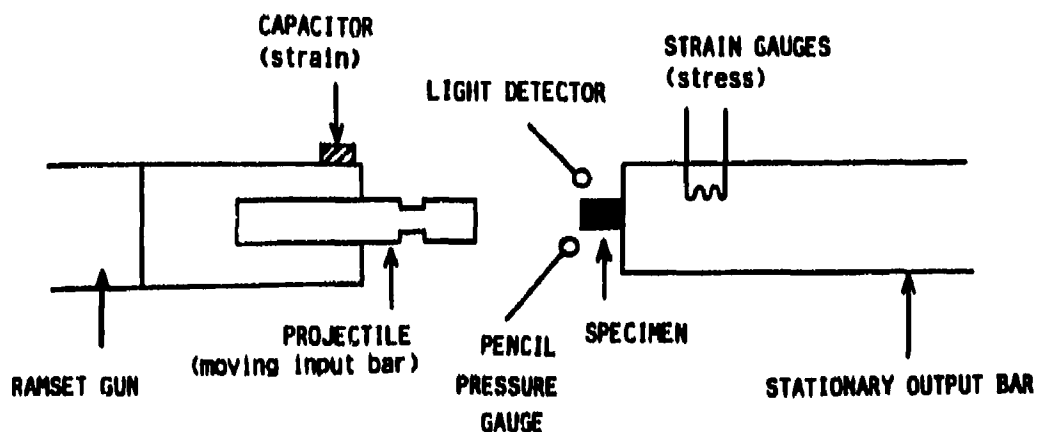 CAPACITOR
(strain)
STRAIN GAUGES
(stress)
LIGHT DETECTOR
PROJECTILE
(moving input bar)
PENCIL
PRESSURE
GAUGE
SPECIMEN
RAMSET GUN
STATIONARY OUTPUT BAR